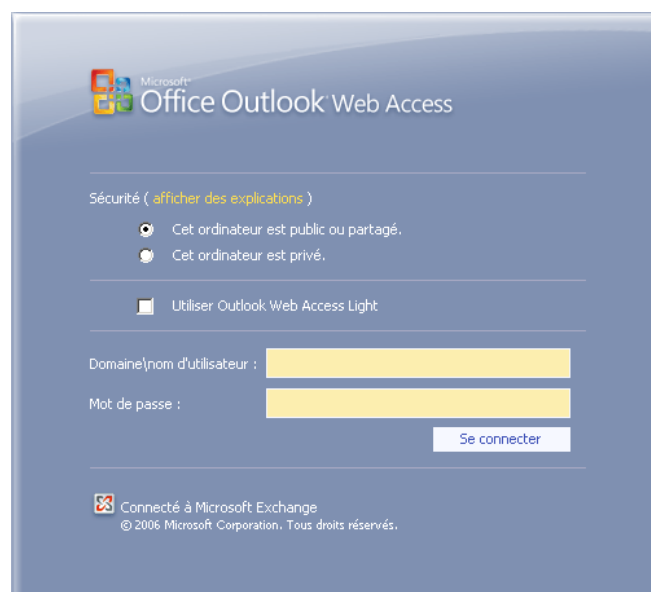 Microsoft
Office Outlook Web Access
Sécurité ( afficher des explications )
Cet ordinateur est public ou partagé.
Cet ordinateur est privé.
Utiliser Outlook Web Access Light
Domaine\nom d'utilisateur :
Mot de passe :
Se connecter
Connecté à Microsoft Exchange
© 2006 Microsoft Corporation. Tous droits réservés.